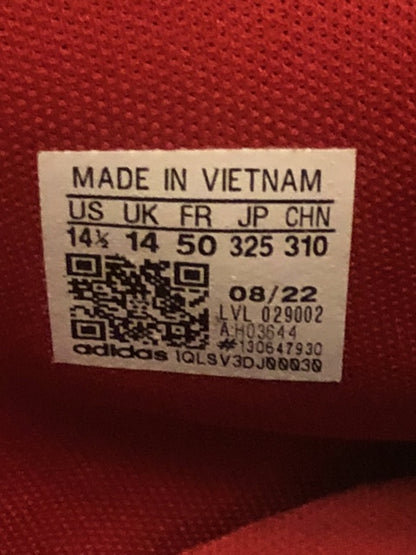 MADE IN VIETNAM
US UK FR JP CHN
14½ 14 50 325 310
08/22
LVL 029002
A:H03644
#130647930
adidas 1QLSV3DJ00030